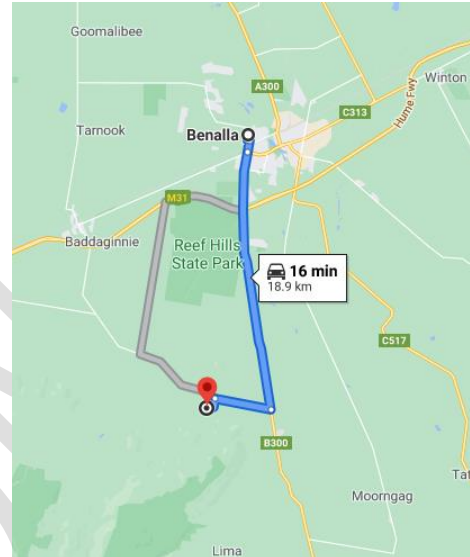 Goomalibee
Winton
A300
C313
Hume Fwy
Tarnook
Benalla
M31
Baddaginnie
Reef Hills
State Park
16 min
18.9 km
C517
B300
Tat
Moorngag
Lima